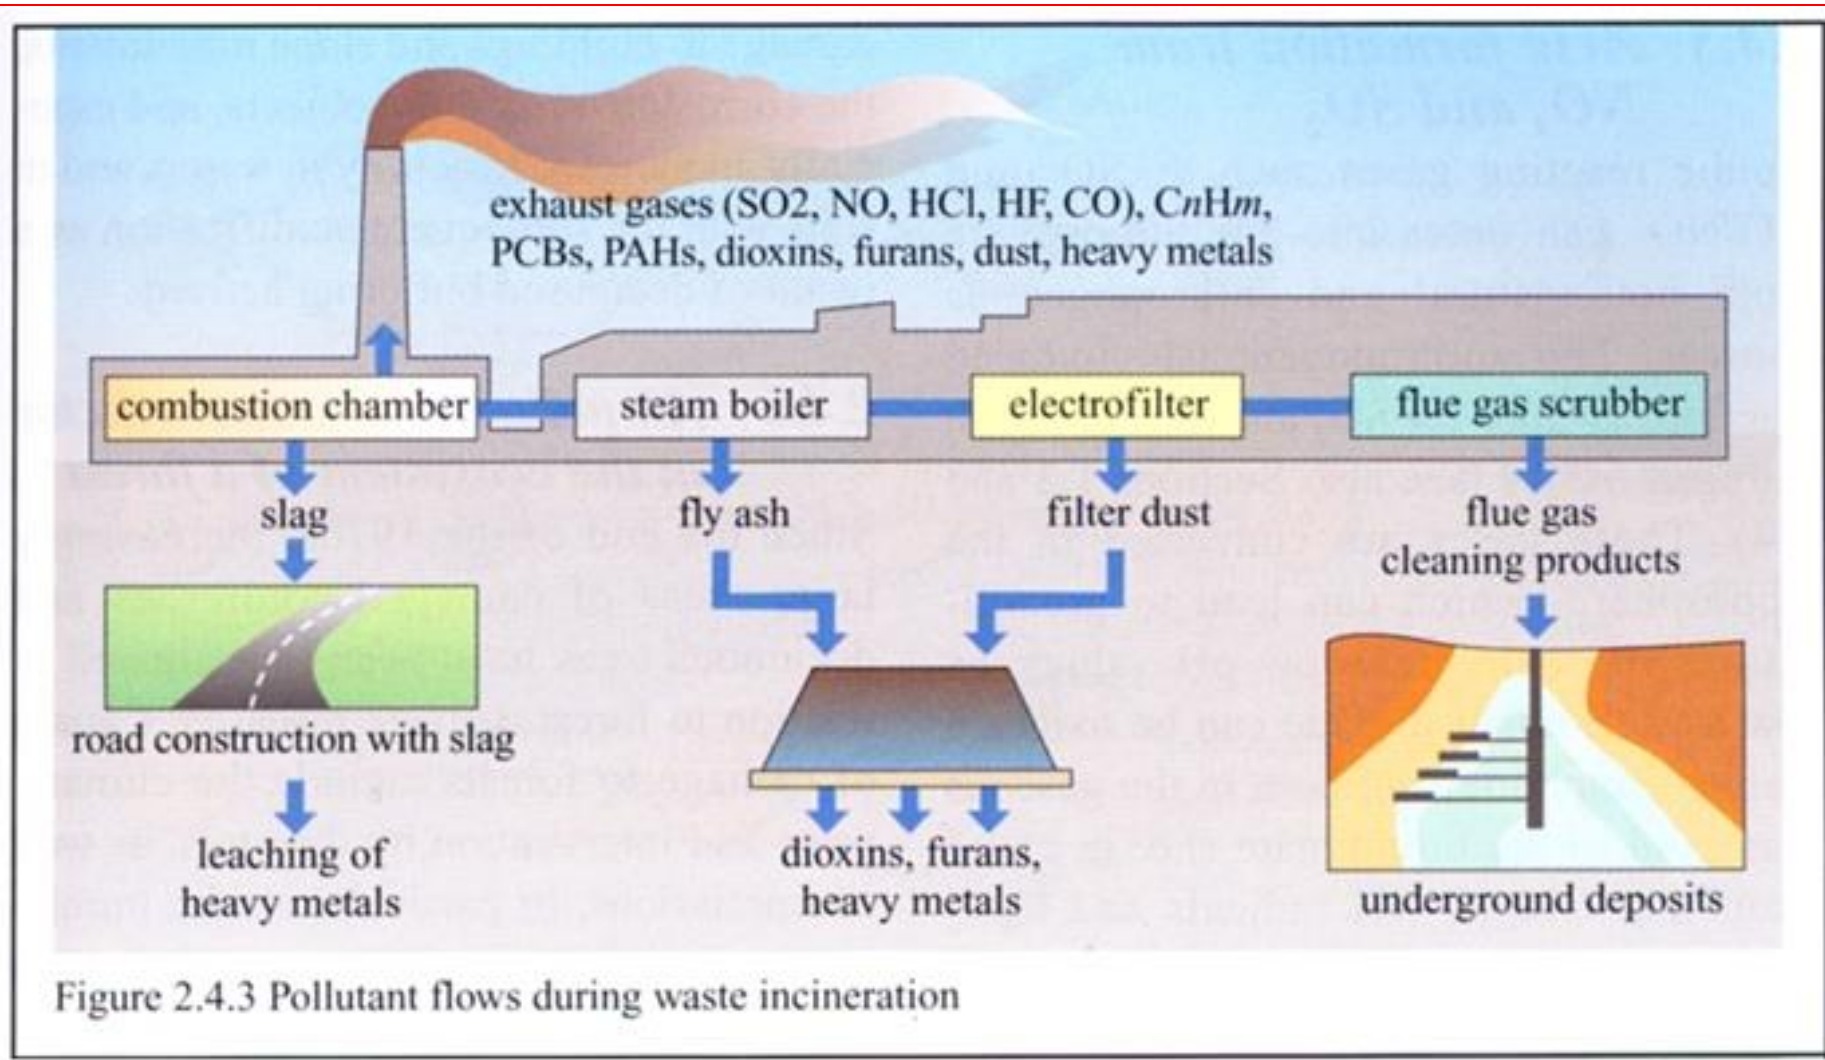 exhaust gases (SO2, NO, HCl, HF, CO), CnHm,
PCBs, PAHs, dioxins, furans, dust, heavy metals
combustion chamber
steam boiler
electrofilter
flue gas scrubber
slag
fly ash
filter dust
flue gas
cleaning products
road construction with slag
leaching of
heavy metals
dioxins, furans,
heavy metals
underground deposits
Figure 2.4.3 Pollutant flows during waste incineration